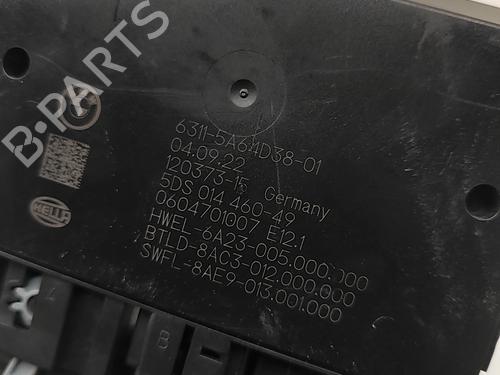 B-PARTS
6311-5A64D38-01
04.09.22
120373-15 Germany
5DS 014 460-49
0604701007 E12.1
HWEL-6A23-005.000.000
BTLD-8AC3-012.000.000
SWFL-8AE9-013.001.000
HELLA
B